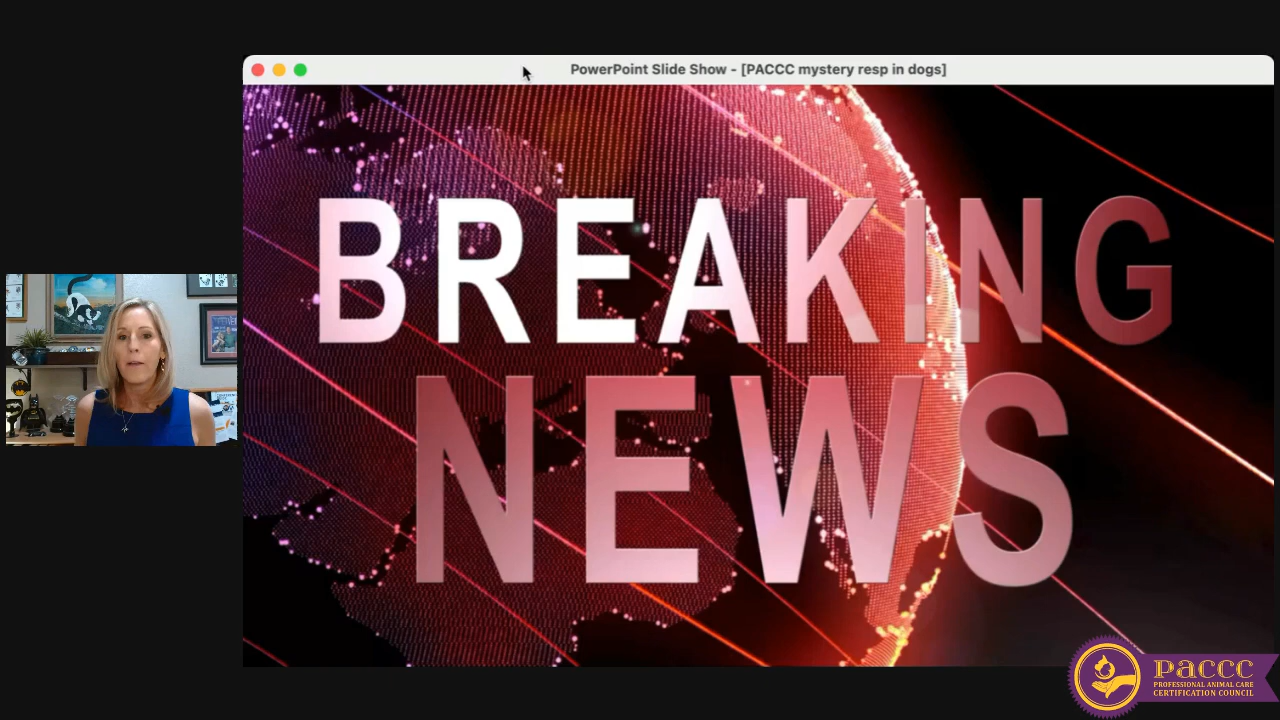 PowerPoint Slide Show - [PACCC mystery resp in dogs]
BREAKING
NEWS
PACCC
PROFESSIONAL ANIMAL CARE
CERTIFICATION COUNCIL